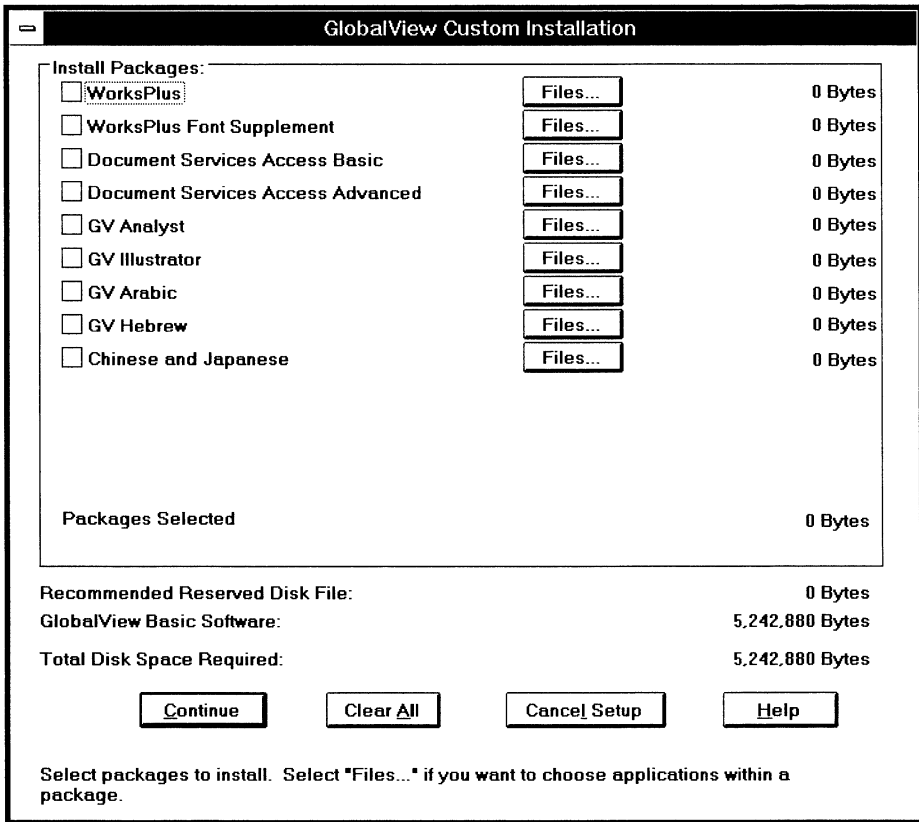 GlobalView Custom Installation
Install Packages:
WorksPlus Files... 0 Bytes
WorksPlus Font Supplement Files... 0 Bytes
Document Services Access Basic Files... 0 Bytes
Document Services Access Advanced Files... 0 Bytes
GV Analyst Files... 0 Bytes
GV Illustrator Files... 0 Bytes
GV Arabic Files... 0 Bytes
GV Hebrew Files... 0 Bytes
Chinese and Japanese Files... 0 Bytes
Packages Selected 0 Bytes
Recommended Reserved Disk File: 0 Bytes
GlobalView Basic Software: 5,242,880 Bytes
Total Disk Space Required: 5,242,880 Bytes
Continue Clear All Cancel Setup Help
Select packages to install. Select "Files..." if you want to choose applications within a
package.